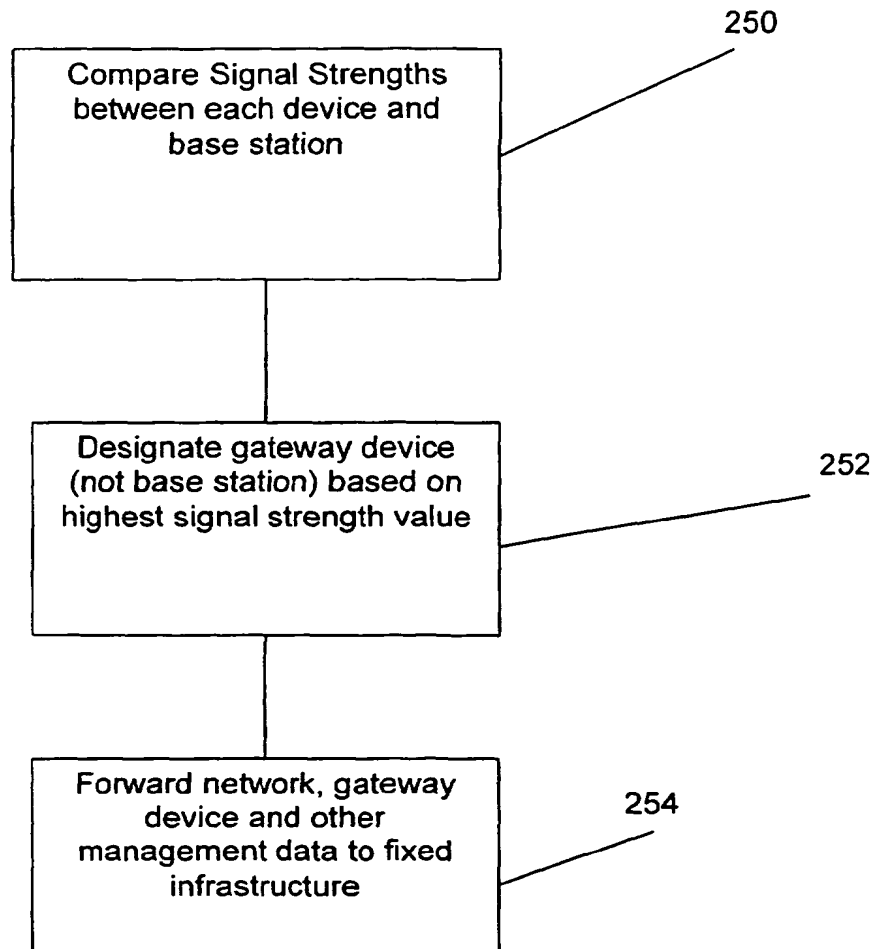 250
Compare Signal Strengths
between each device and
base station
Designate gateway device
(not base station) based on
highest signal strength value
252
Forward network, gateway
device and other
management data to fixed
infrastructure
254